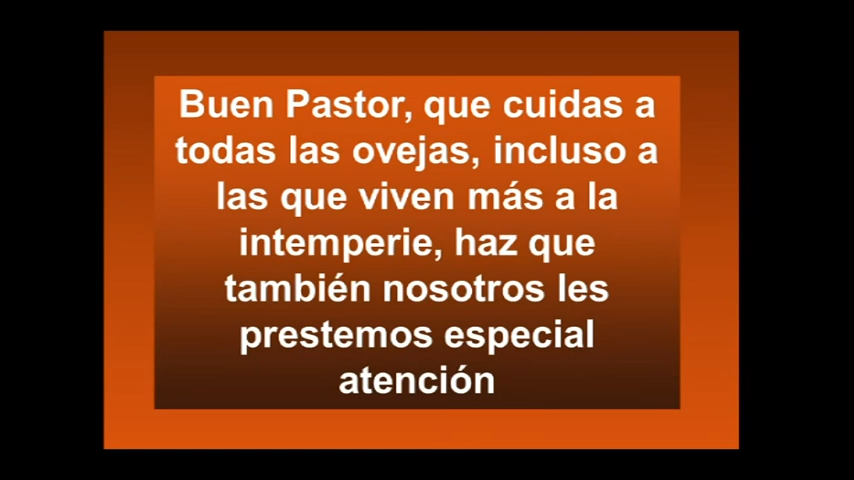 Buen Pastor, que cuidas a
todas las ovejas, incluso a
las que viven más a la
intemperie, haz que
también nosotros les
prestemos especial
atención